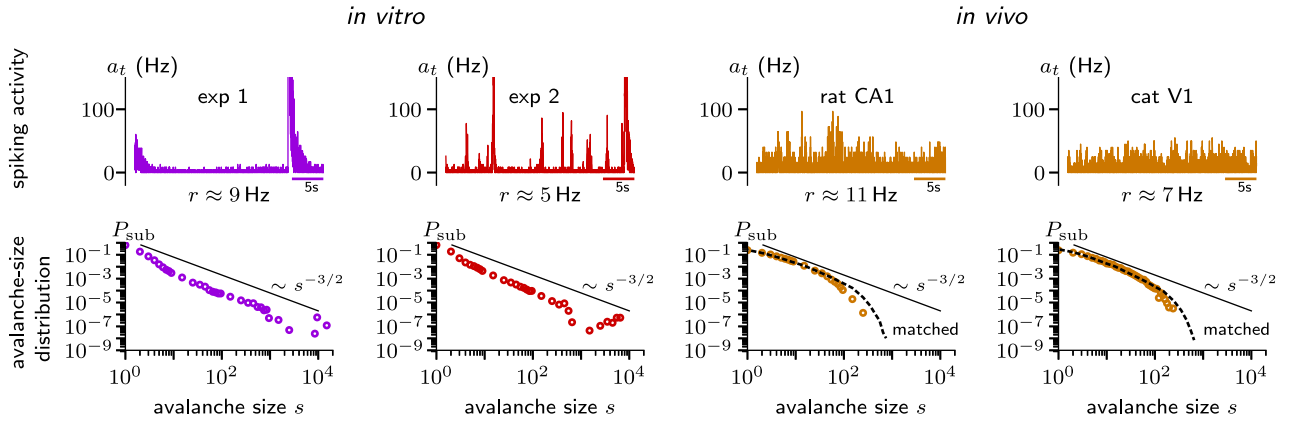 in vitro
in vivo
spiking activity
a_t (Hz)
exp 1
100
0
5s
r ≈ 9 Hz
a_t (Hz)
exp 2
100
0
5s
r ≈ 5 Hz
a_t (Hz)
rat CA1
100
0
5s
r ≈ 11 Hz
a_t (Hz)
cat V1
100
0
5s
r ≈ 7 Hz
avalanche-size
distribution
P_sub
10^−1
10^−3
10^−5
10^−7
10^−9
∼ s^−3/2
10^0
10^2
10^4
avalanche size s
P_sub
10^−1
10^−3
10^−5
10^−7
10^−9
∼ s^−3/2
10^0
10^2
10^4
avalanche size s
P_sub
10^−1
10^−3
10^−5
10^−7
10^−9
∼ s^−3/2
matched
10^0
10^2
10^4
avalanche size s
P_sub
10^−1
10^−3
10^−5
10^−7
10^−9
∼ s^−3/2
matched
10^0
10^2
10^4
avalanche size s